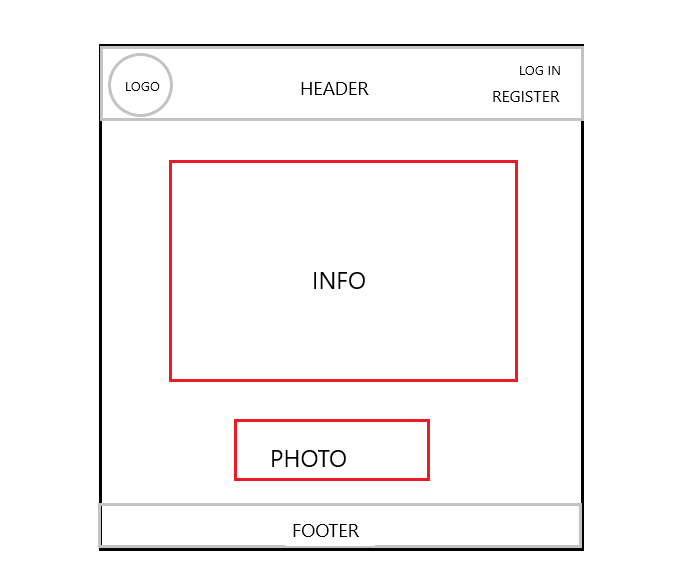 LOGO
HEADER
LOG IN
REGISTER
INFO
PHOTO
FOOTER